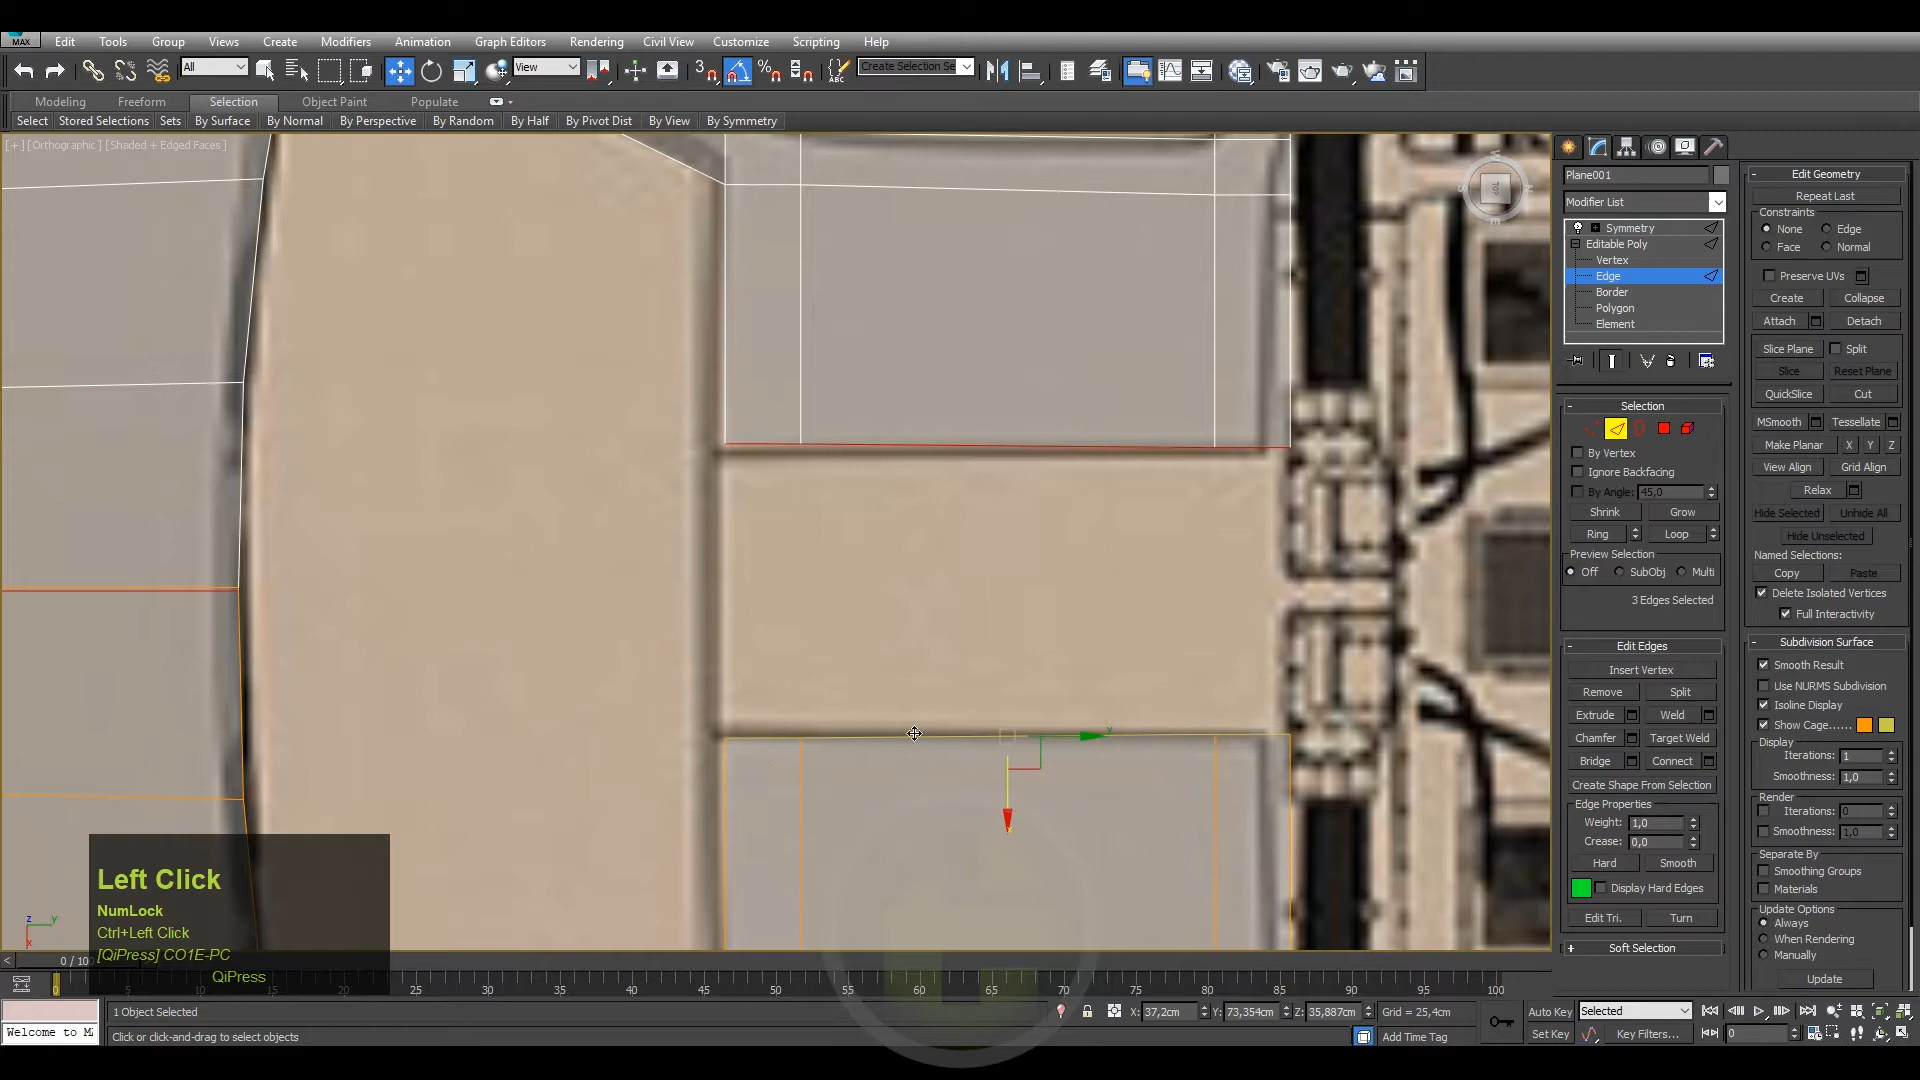 MAX
Edit Tools Group Views Create Modifiers Animation Graph Editors Rendering Civil View Customize Scripting Help
All View 3 ABC Create Selection Se
Modeling Freeform Selection Object Paint Populate
Select Stored Selections Sets By Surface By Normal By Perspective By Random By Half By Pivot Dist By View By Symmetry
[+] [Orthographic] [Shaded + Edged Faces]
TOP
Plane001
Modifier List
Symmetry
Editable Poly
Vertex
Edge
Border
Polygon
Element
Selection
By Vertex
Ignore Backfacing
By Angle: 45,0
Shrink Grow
Ring Loop
Preview Selection
Off SubObj Multi
3 Edges Selected
Edit Edges
Insert Vertex
Remove Split
Extrude Weld
Chamfer Target Weld
Bridge Connect
Create Shape From Selection
Edge Properties
Weight: 1,0
Crease: 0,0
Hard Smooth
Display Hard Edges
Edit Tri. Turn
Soft Selection
Edit Geometry
Repeat Last
Constraints
None Edge
Face Normal
Preserve UVs
Create Collapse
Attach Detach
Slice Plane Split
Slice Reset Plane
QuickSlice Cut
MSmooth Tessellate
Make Planar X Y Z
View Align Grid Align
Relax
Hide Selected Unhide All
Hide Unselected
Named Selections:
Copy Paste
Delete Isolated Vertices
Full Interactivity
Subdivision Surface
Smooth Result
Use NURMS Subdivision
Isoline Display
Show Cage......
Display
Iterations: 1
Smoothness: 1,0
Render
Iterations: 0
Smoothness: 1,0
Separate By
Smoothing Groups
Materials
Update Options
Always
When Rendering
Manually
Update
Left Click
NumLock
Ctrl+Left Click
[QiPress] CO1E-PC
QiPress
z y x
y
0 / 100
0 5 10 15 20 25 30 35 40 45 50 55 60 65 70 75 80 85 90 95 100
1 Object Selected X: 37,2cm Y: 73,354cm Z: 35,887cm Grid = 25,4cm Auto Key Selected
Welcome to MA Click or click-and-drag to select objects Add Time Tag Set Key Key Filters... 0